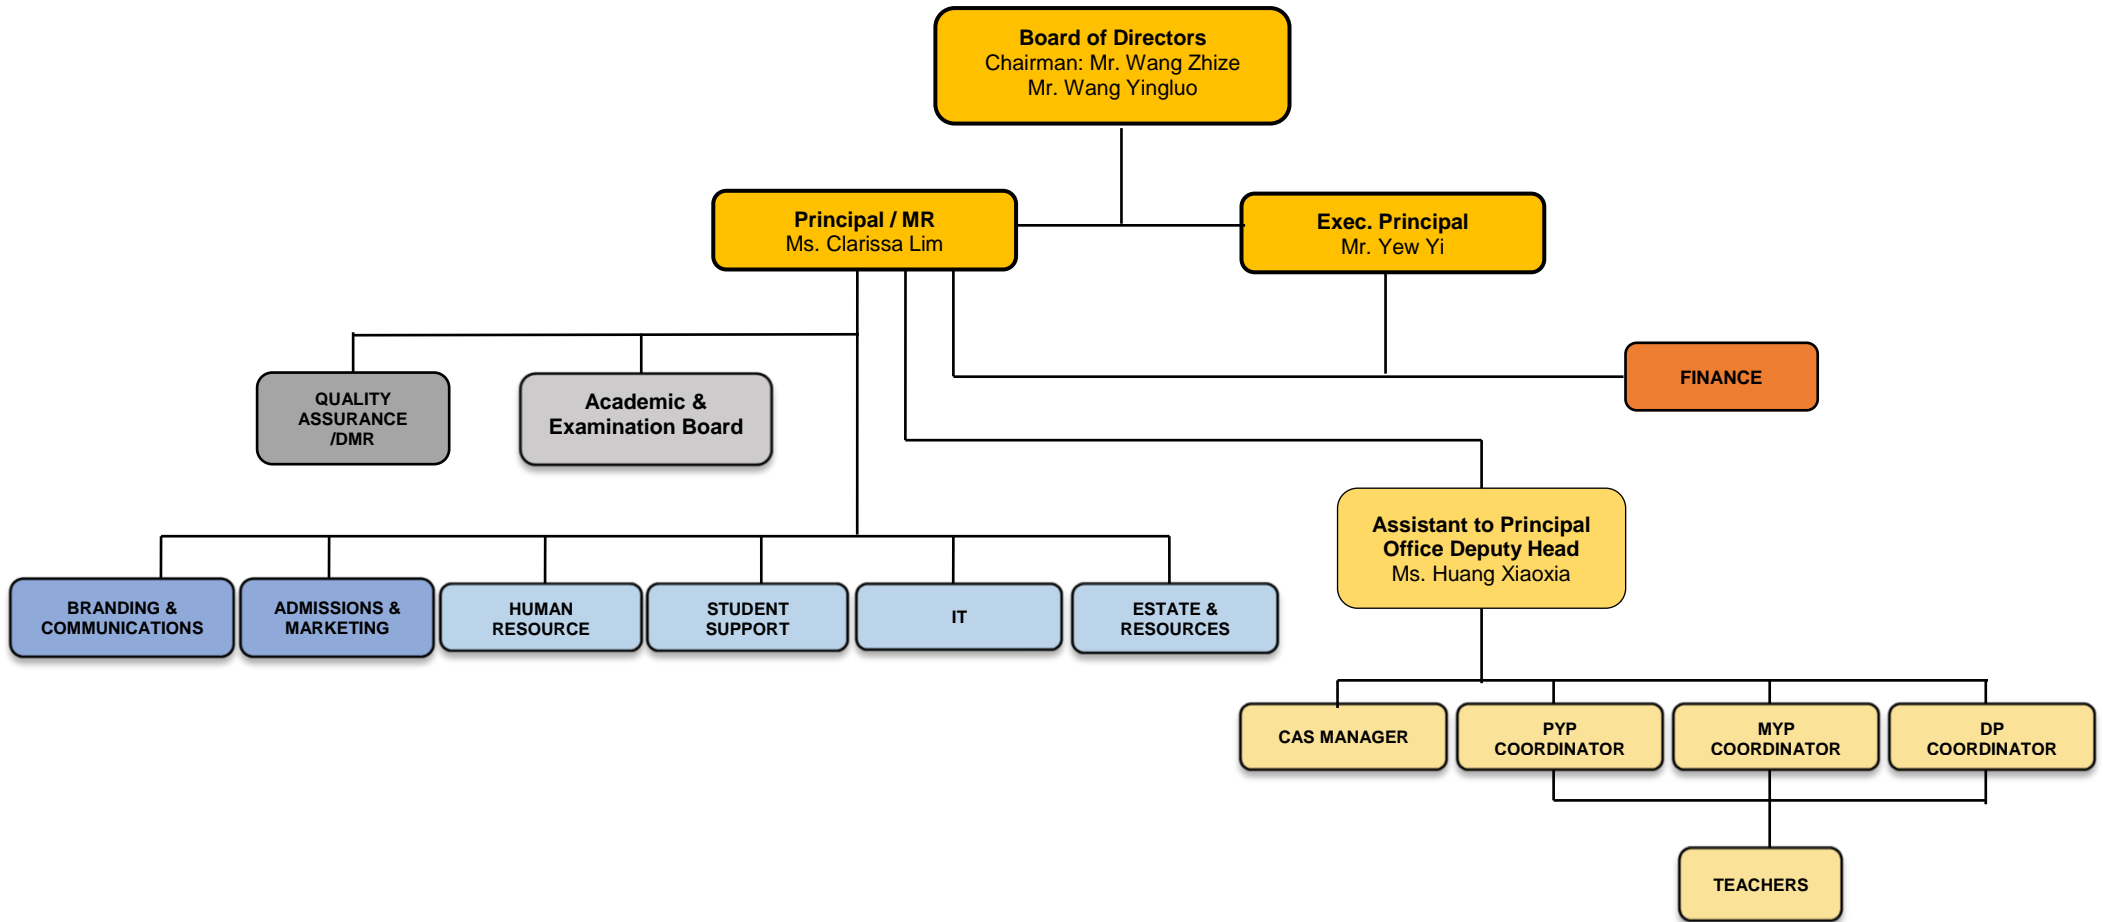 Board of Directors
Chairman: Mr. Wang Zhize
Mr. Wang Yingluo
Principal / MR
Ms. Clarissa Lim
Exec. Principal
Mr. Yew Yi
FINANCE
QUALITY
ASSURANCE
/DMR
Academic &
Examination Board
Assistant to Principal
Office Deputy Head
Ms. Huang Xiaoxia
BRANDING &
COMMUNICATIONS
ADMISSIONS &
MARKETING
HUMAN
RESOURCE
STUDENT
SUPPORT
IT
ESTATE &
RESOURCES
CAS MANAGER
PYP
COORDINATOR
MYP
COORDINATOR
DP
COORDINATOR
TEACHERS